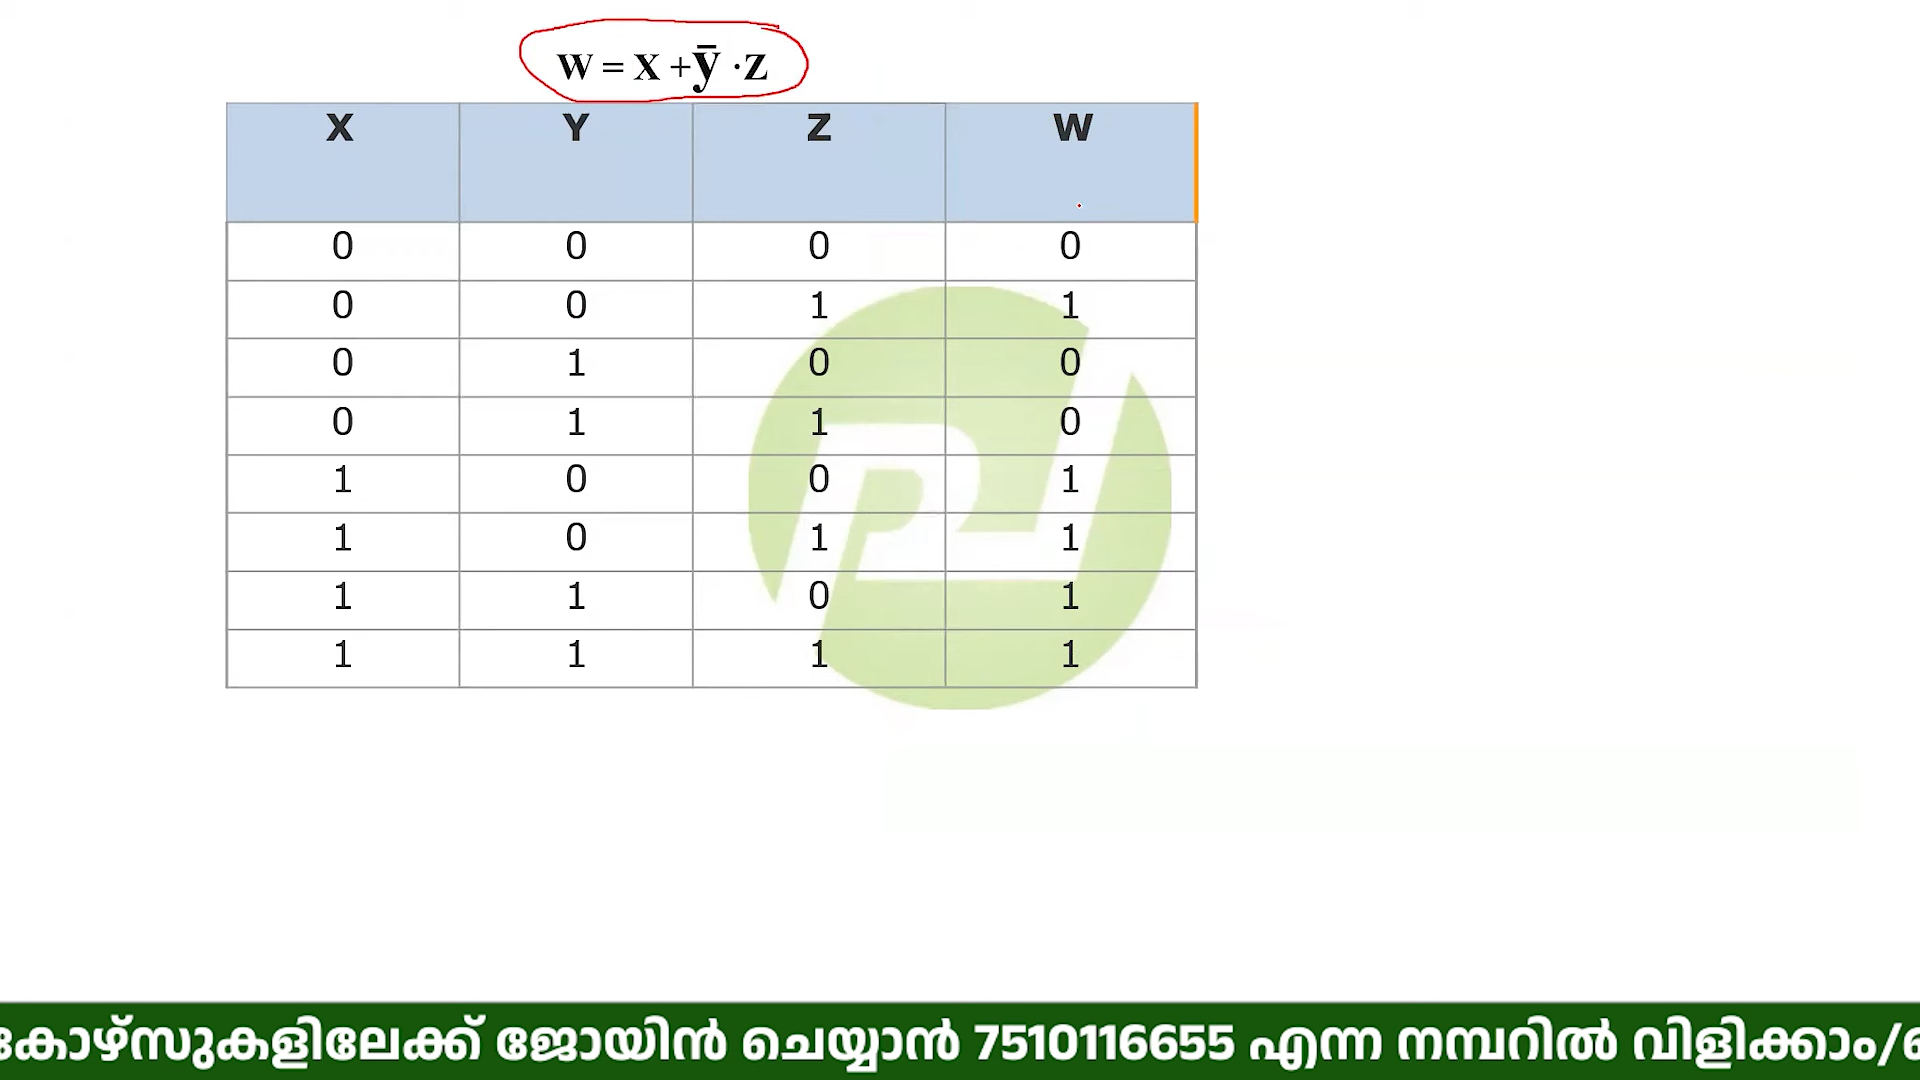 W = X + y̅ · Z
X Y Z W
0 0 0 0
0 0 1 1
0 1 0 0
0 1 1 0
1 0 0 1
1 0 1 1
1 1 0 1
1 1 1 1
കോഴ്സുകളിലേക്ക് ജോയിൻ ചെയ്യാൻ 7510116655 എന്ന നമ്പറിൽ വിളിക്കാം/